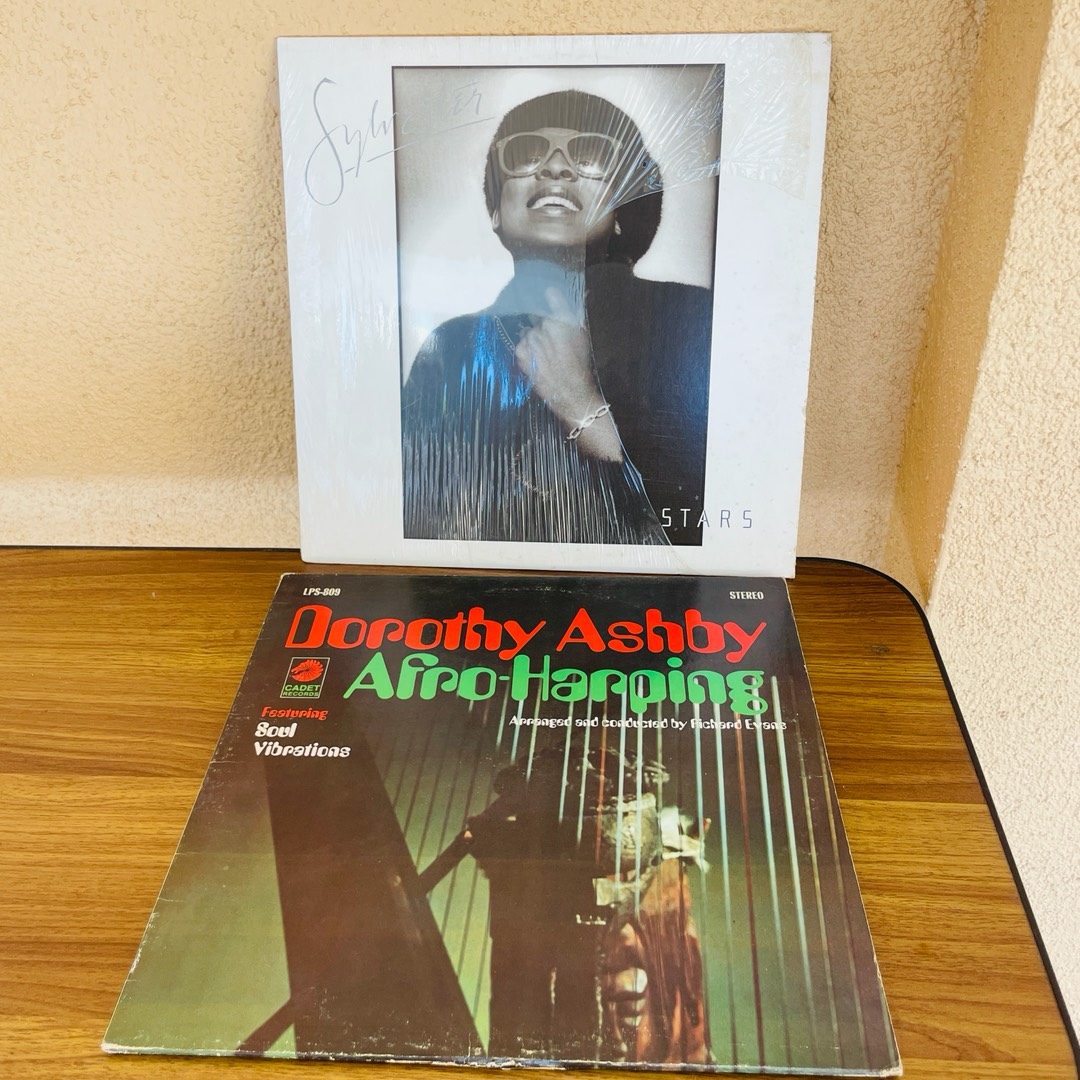 Sylvester
STARS
LPS-809
STEREO
Dorothy Ashby
Afro-Harping
CADET
RECORDS
Arranged and conducted by Richard Evans
Featuring
Soul
Vibrations